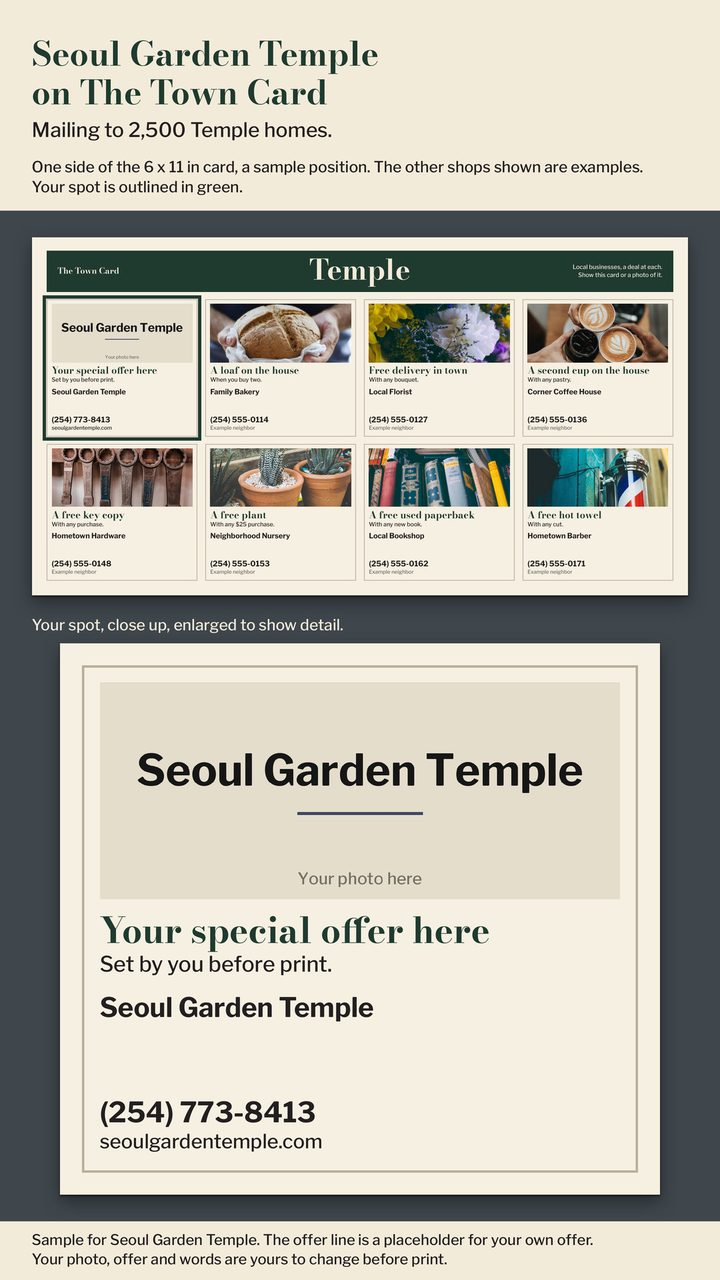 Seoul Garden Temple
on The Town Card
Mailing to 2,500 Temple homes.
One side of the 6 x 11 in card, a sample position. The other shops shown are examples.
Your spot is outlined in green.
The Town Card
Temple
Local businesses, a deal at each.
Show this card or a photo of it.
Seoul Garden Temple
Your photo here
Your special offer here
Set by you before print.
Seoul Garden Temple
(254) 773-8413
seoulgardentemple.com
A loaf on the house
When you buy two.
Family Bakery
(254) 555-0114
Example neighbor
Free delivery in town
With any bouquet.
Local Florist
(254) 555-0127
Example neighbor
A second cup on the house
With any pastry.
Corner Coffee House
(254) 555-0136
Example neighbor
A free key copy
With any purchase.
Hometown Hardware
(254) 555-0148
Example neighbor
A free plant
With any $25 purchase.
Neighborhood Nursery
(254) 555-0153
Example neighbor
A free used paperback
With any new book.
Local Bookshop
(254) 555-0162
Example neighbor
A free hot towel
With any cut.
Hometown Barber
(254) 555-0171
Example neighbor
Your spot, close up, enlarged to show detail.
Seoul Garden Temple
Your photo here
Your special offer here
Set by you before print.
Seoul Garden Temple
(254) 773-8413
seoulgardentemple.com
Sample for Seoul Garden Temple. The offer line is a placeholder for your own offer.
Your photo, offer and words are yours to change before print.